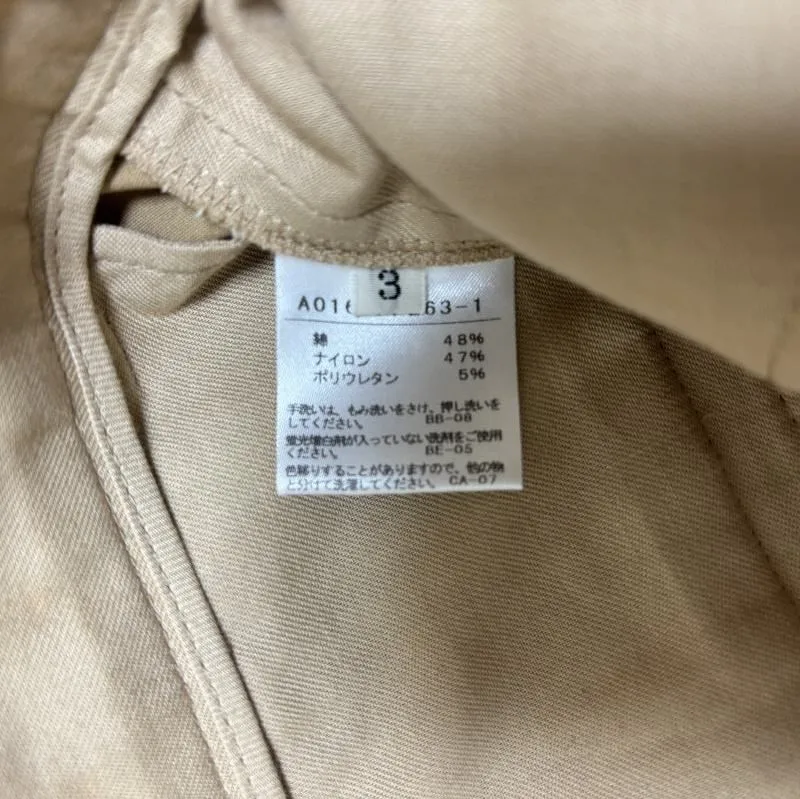 3
A016 263-1
綿 48%
ナイロン 47%
ポリウレタン 5%
手洗いは、もみ洗いをさけ、押し洗いを
してください。 BB-08
蛍光増白剤が入っていない洗剤をご使用
ください。 BE-05
色移りすることがありますので、他の物
と分けて洗濯してください。 CA-07